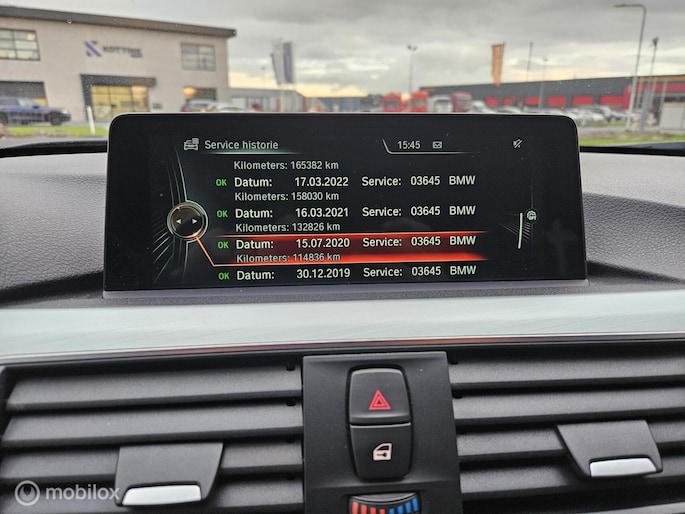 Service historie
15:45
Kilometers: 165382 km
OK Datum: 17.03.2022 Service: 03645 BMW
Kilometers: 158030 km
OK Datum: 16.03.2021 Service: 03645 BMW
Kilometers: 132826 km
OK Datum: 15.07.2020 Service: 03645 BMW
Kilometers: 114836 km
OK Datum: 30.12.2019 Service: 03645 BMW
mobilox